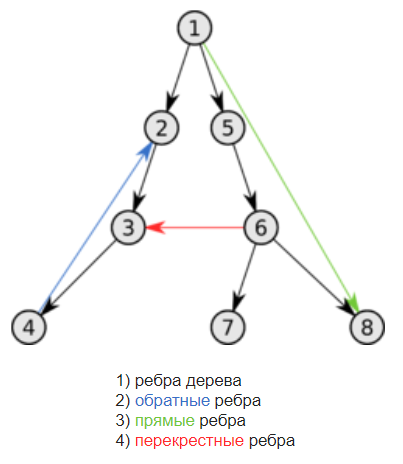 1
2
5
3
6
4
7
8
1) ребра дерева
2) обратные ребра
3) прямые ребра
4) перекрестные ребра